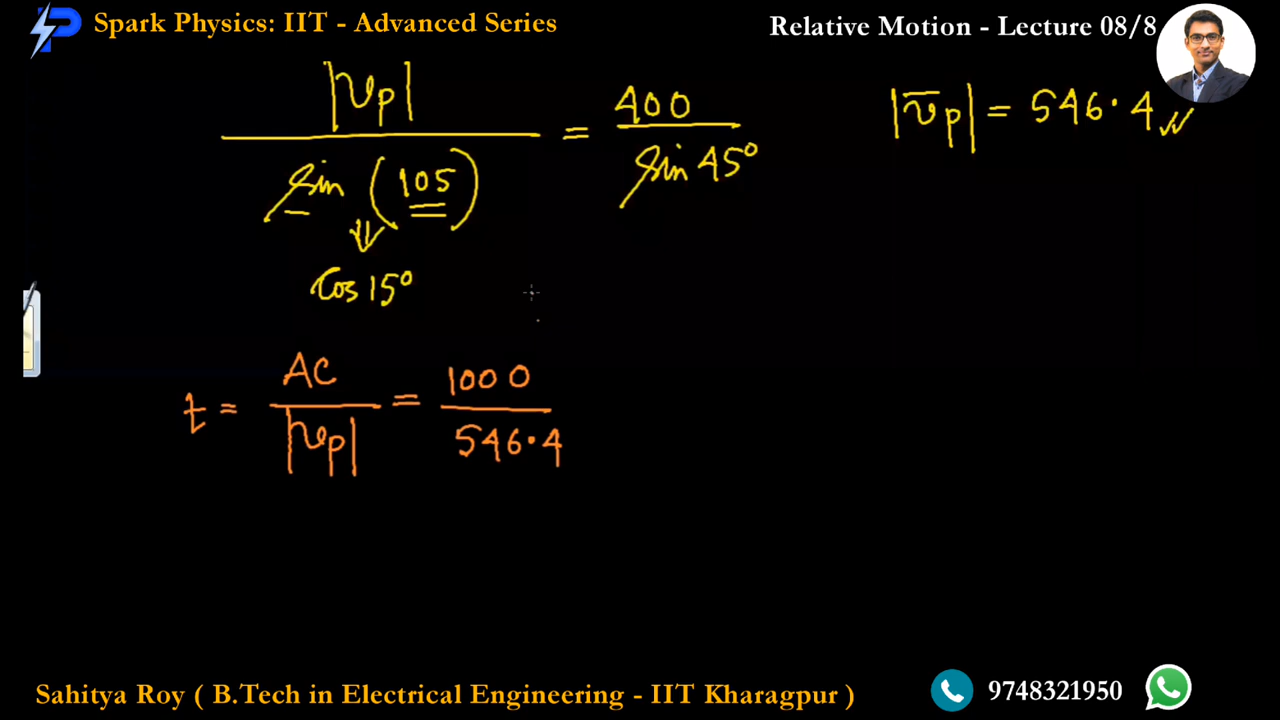 Spark Physics: IIT - Advanced Series
Relative Motion - Lecture 08/8
|vₚ| / sin (105) = 400 / sin 45°
|v̄ₚ| = 546.4
⇓
Cos 15°
t = AC / |vₚ| = 1000 / 546.4
Sahitya Roy ( B.Tech in Electrical Engineering - IIT Kharagpur )
9748321950